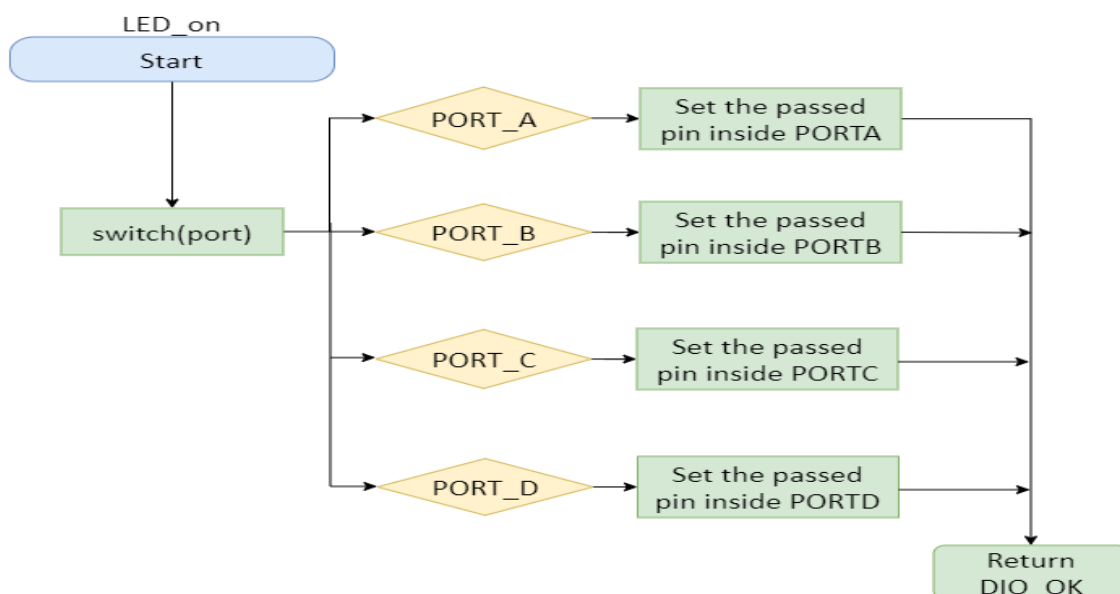 LED_on
Start
switch(port)
PORT_A
Set the passed
pin inside PORTA
PORT_B
Set the passed
pin inside PORTB
PORT_C
Set the passed
pin inside PORTC
PORT_D
Set the passed
pin inside PORTD
Return
DIO_OK